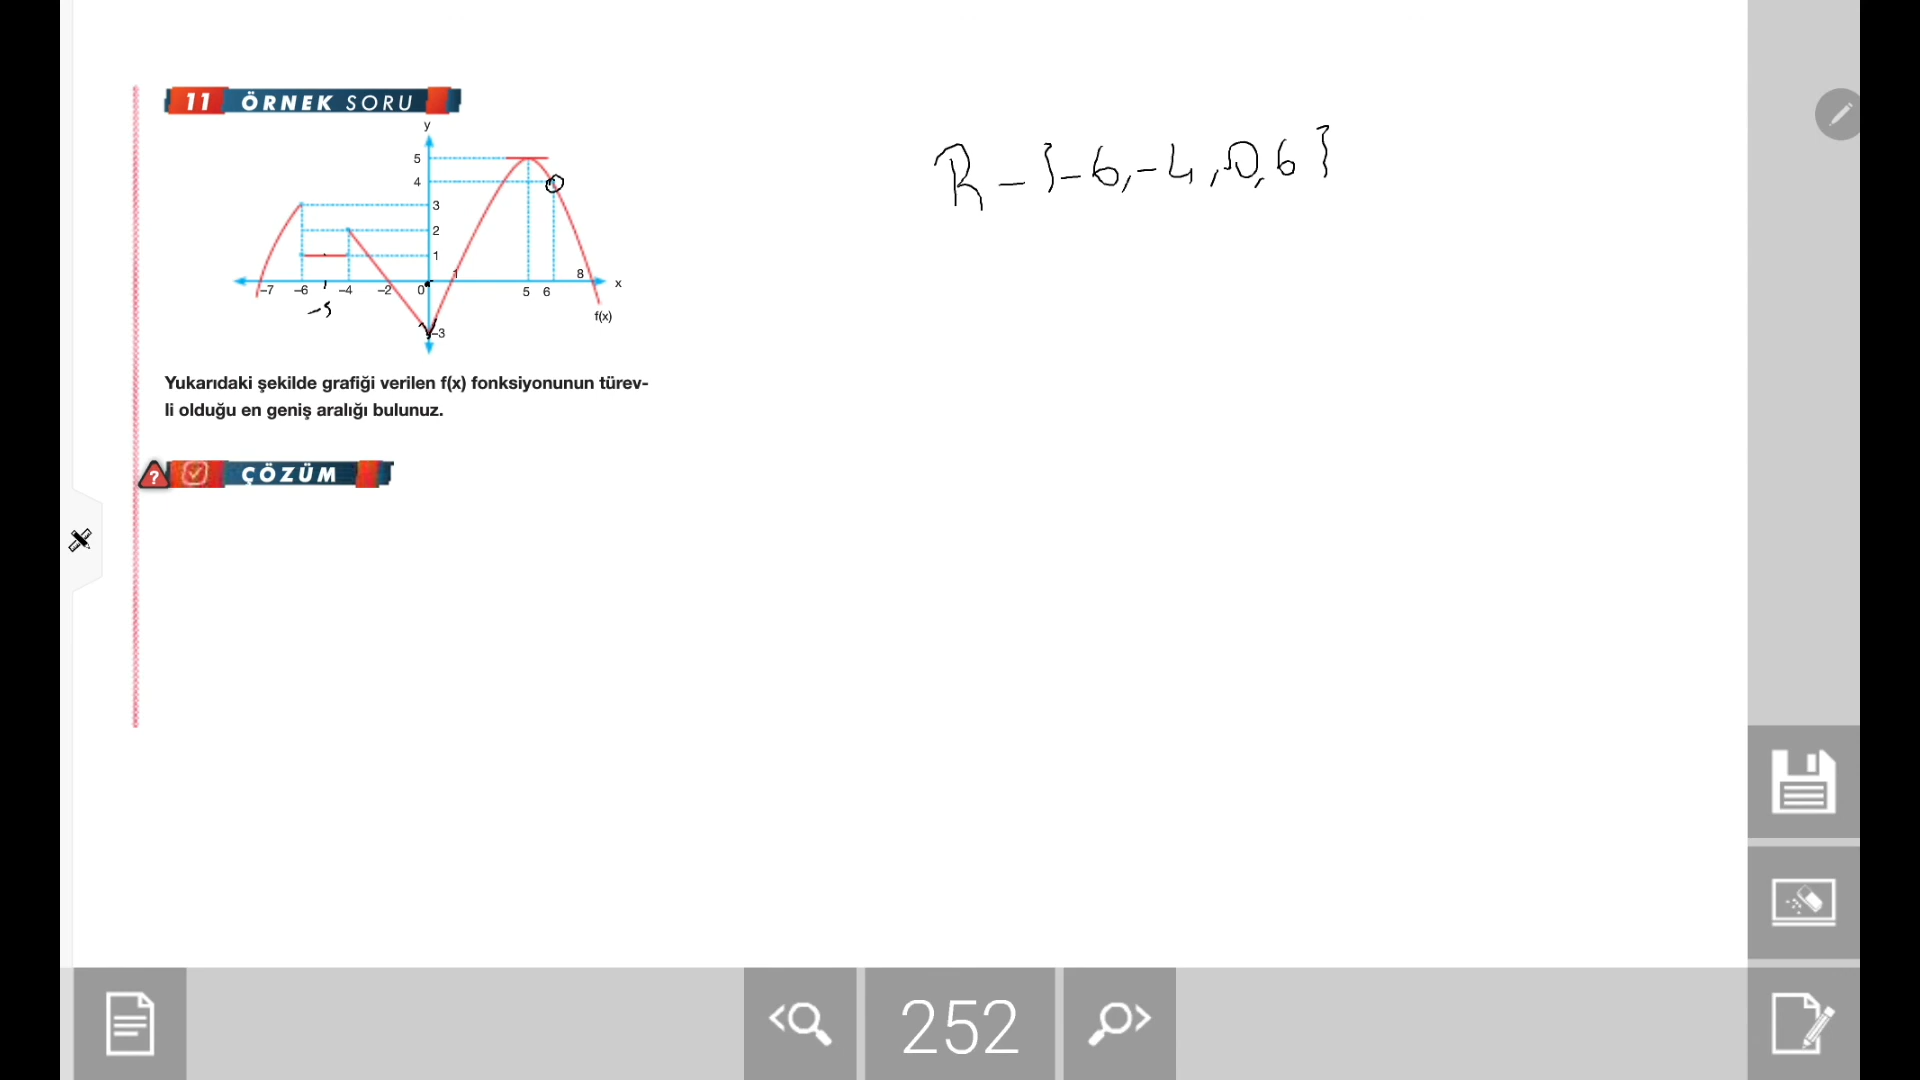 11 ÖRNEK SORU
R - {-6, -4, 0, 6}
y
5
4
3
2
1
1
8
x
-7 -6 -4 -2 0 5 6
-5
f(x)
-3
Yukarıdaki şekilde grafiği verilen f(x) fonksiyonunun türev-
li olduğu en geniş aralığı bulunuz.
? ÇÖZÜM
252